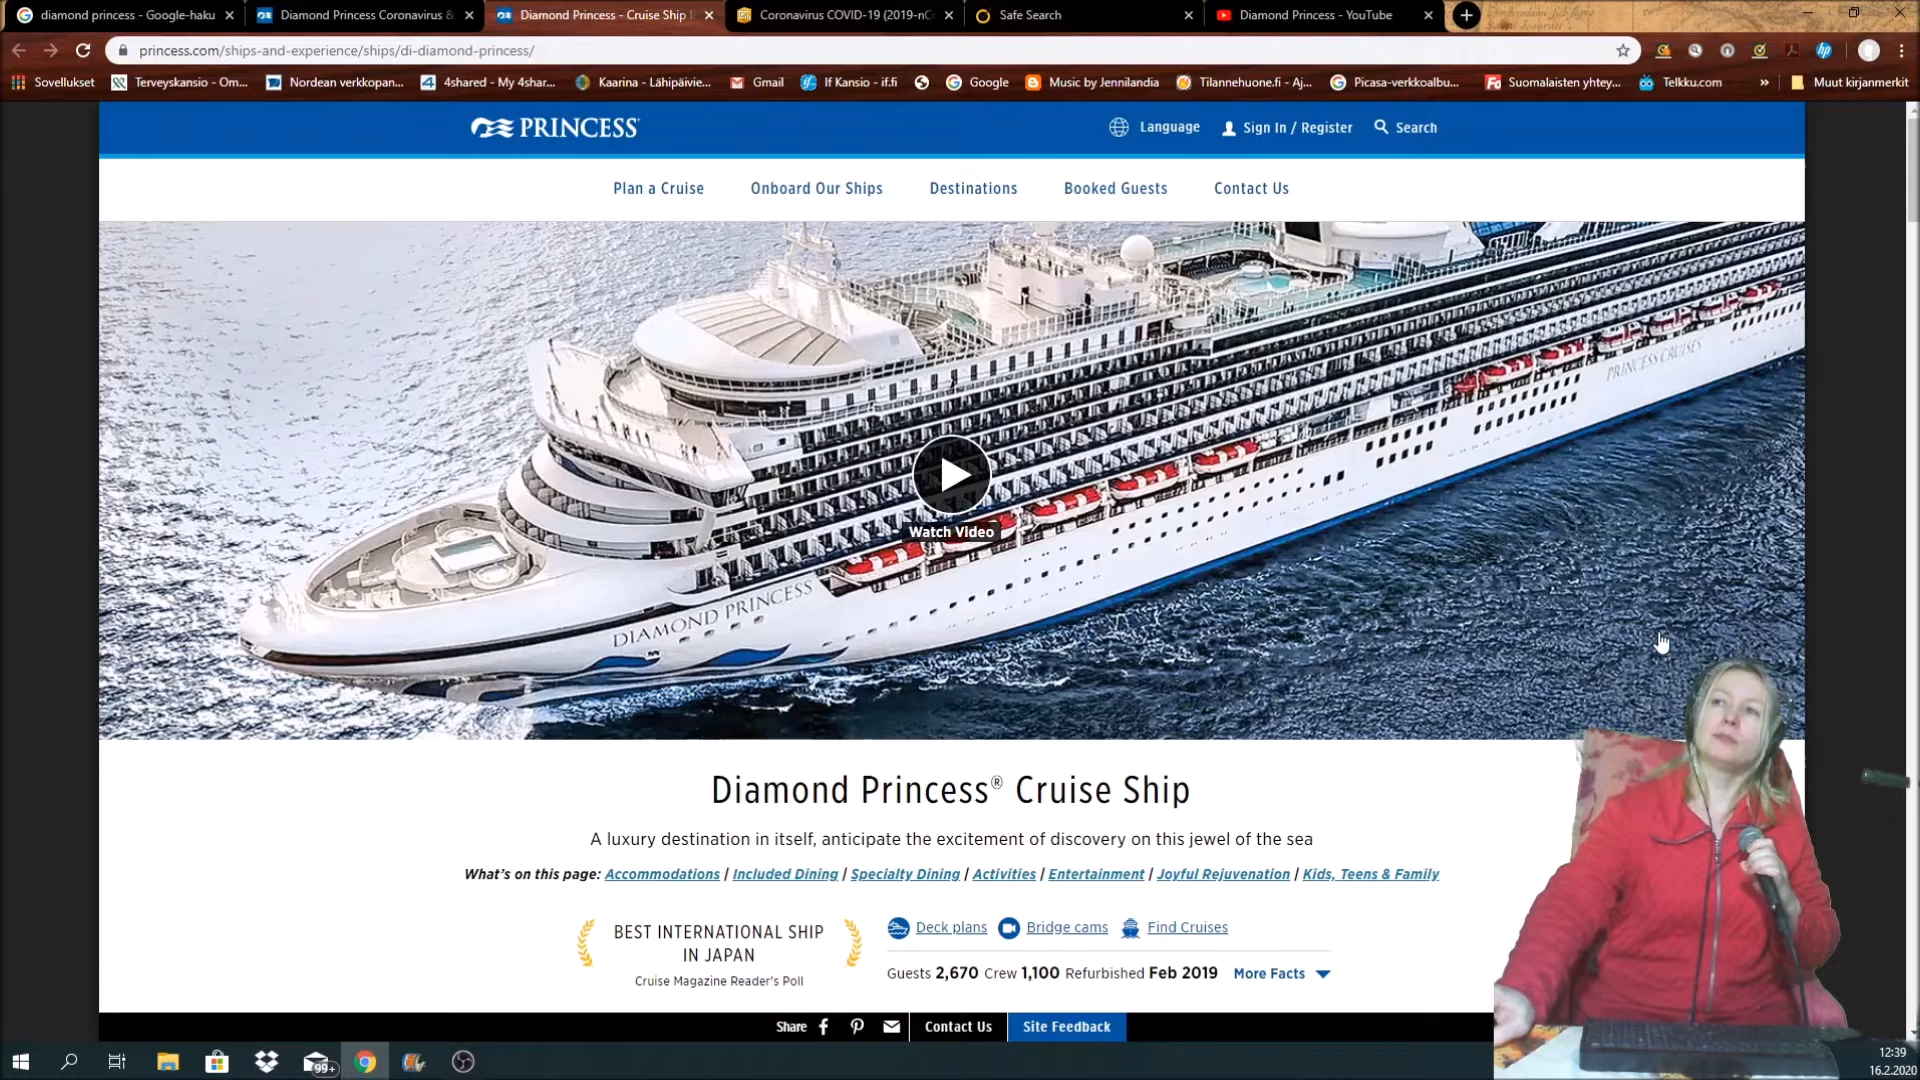 diamond princess - Google-haku
Diamond Princess Coronavirus &
Diamond Princess - Cruise Ship
Coronavirus COVID-19 (2019-nC
Safe Search
Diamond Princess - YouTube
princess.com/ships-and-experience/ships/di-diamond-princess/
Sovellukset
Terveyskansio - Om...
Nordean verkkopan...
4shared - My 4shar...
Kaarina - Lähipäivie...
Gmail
If Kansio - if.fi
Google
Music by Jennilandia
Tilannehuone.fi - Aj...
Picasa-verkkoalbu...
Suomalaisten yhtey...
Telkku.com
»
Muut kirjanmerkit
PRINCESS
Language
Sign In / Register
Search
Plan a Cruise
Onboard Our Ships
Destinations
Booked Guests
Contact Us
PRINCESS CRUISES
Watch Video
DIAMOND PRINCESS
Diamond Princess® Cruise Ship
A luxury destination in itself, anticipate the excitement of discovery on this jewel of the sea
What's on this page: Accommodations / Included Dining / Specialty Dining / Activities / Entertainment / Joyful Rejuvenation / Kids, Teens & Family
BEST INTERNATIONAL SHIP
IN JAPAN
Cruise Magazine Reader's Poll
Deck plans
Bridge cams
Find Cruises
Guests 2,670 Crew 1,100 Refurbished Feb 2019 More Facts
Share
Contact Us
Site Feedback
99+
12:39
16.2.2020